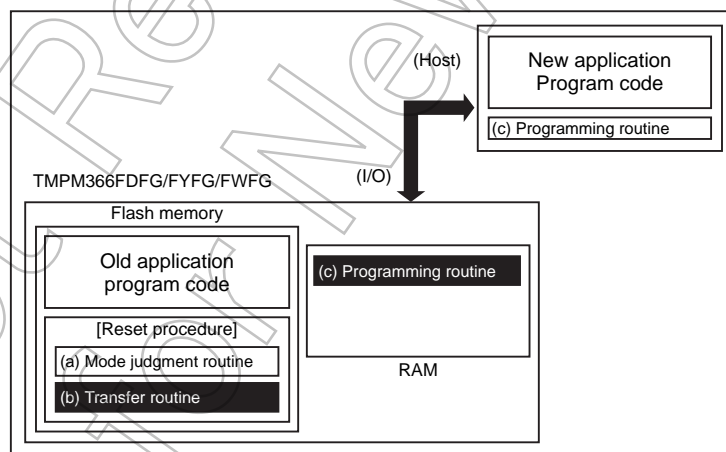 (Host)
New application
Program code
(c) Programming routine
(I/O)
TMPM366FDFG/FYFG/FWFG
Flash memory
Old application
program code
[Reset procedure]
(a) Mode judgment routine
(b) Transfer routine
(c) Programming routine
RAM